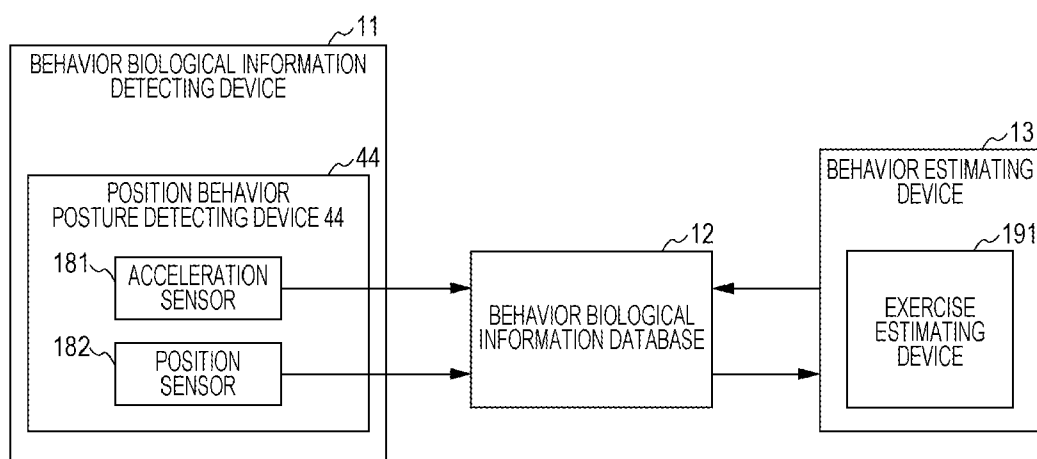 11
BEHAVIOR BIOLOGICAL INFORMATION
DETECTING DEVICE
44
POSITION BEHAVIOR
POSTURE DETECTING DEVICE 44
181
ACCELERATION
SENSOR
182
POSITION
SENSOR
12
BEHAVIOR BIOLOGICAL
INFORMATION DATABASE
13
BEHAVIOR ESTIMATING
DEVICE
191
EXERCISE
ESTIMATING
DEVICE